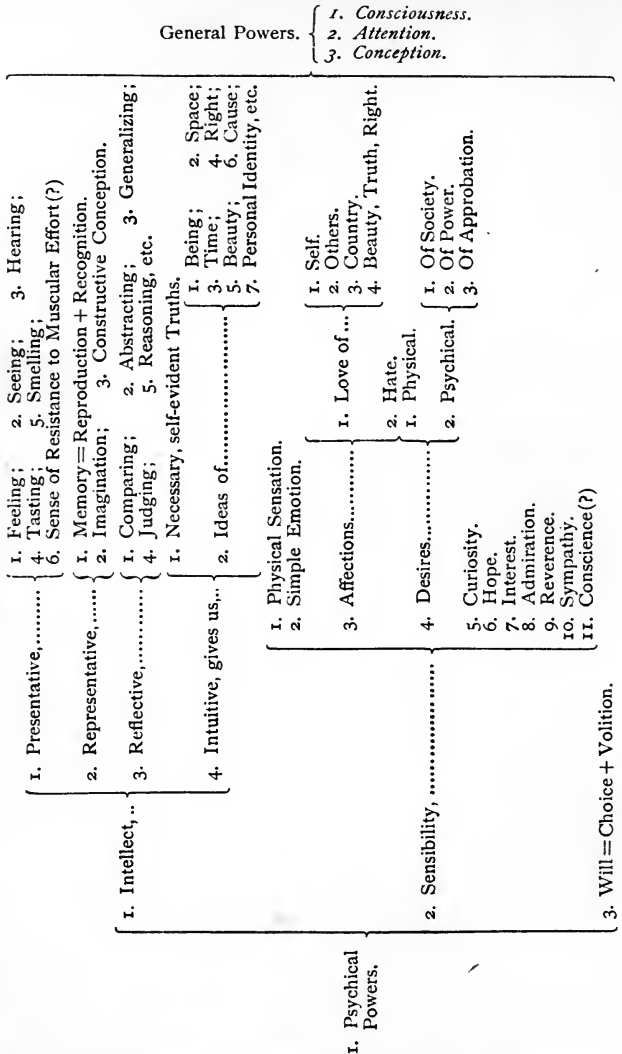 General Powers.
1. Consciousness.
2. Attention.
3. Conception.
1. Psychical
Powers.
1. Intellect, ..
1. Presentative,........
1. Feeling; 2. Seeing; 3. Hearing;
4. Tasting; 5. Smelling;
6. Sense of Resistance to Muscular Effort(?)
2. Representative,.....
1. Memory=Reproduction+Recognition.
2. Imagination; 3. Constructive Conception.
3. Reflective,............
1. Comparing; 2. Abstracting; 3. Generalizing;
4. Judging; 5. Reasoning, etc.
4. Intuitive, gives us,..
1. Necessary, self-evident Truths.
2. Ideas of........................
1. Being; 2. Space;
3. Time; 4. Right;
5. Beauty; 6. Cause;
7. Personal Identity, etc.
2. Sensibility, ........................
1. Physical Sensation.
2. Simple Emotion.
3. Affections............
1. Love of ...
1. Self.
2. Others.
3. Country.
4. Beauty, Truth, Right.
2. Hate.
4. Desires...............
1. Physical.
2. Psychical.
1. Of Society.
2. Of Power.
3. Of Approbation.
5. Curiosity.
6. Hope.
7. Interest.
8. Admiration.
9. Reverence.
10. Sympathy.
11. Conscience(?)
3. Will=Choice+Volition.